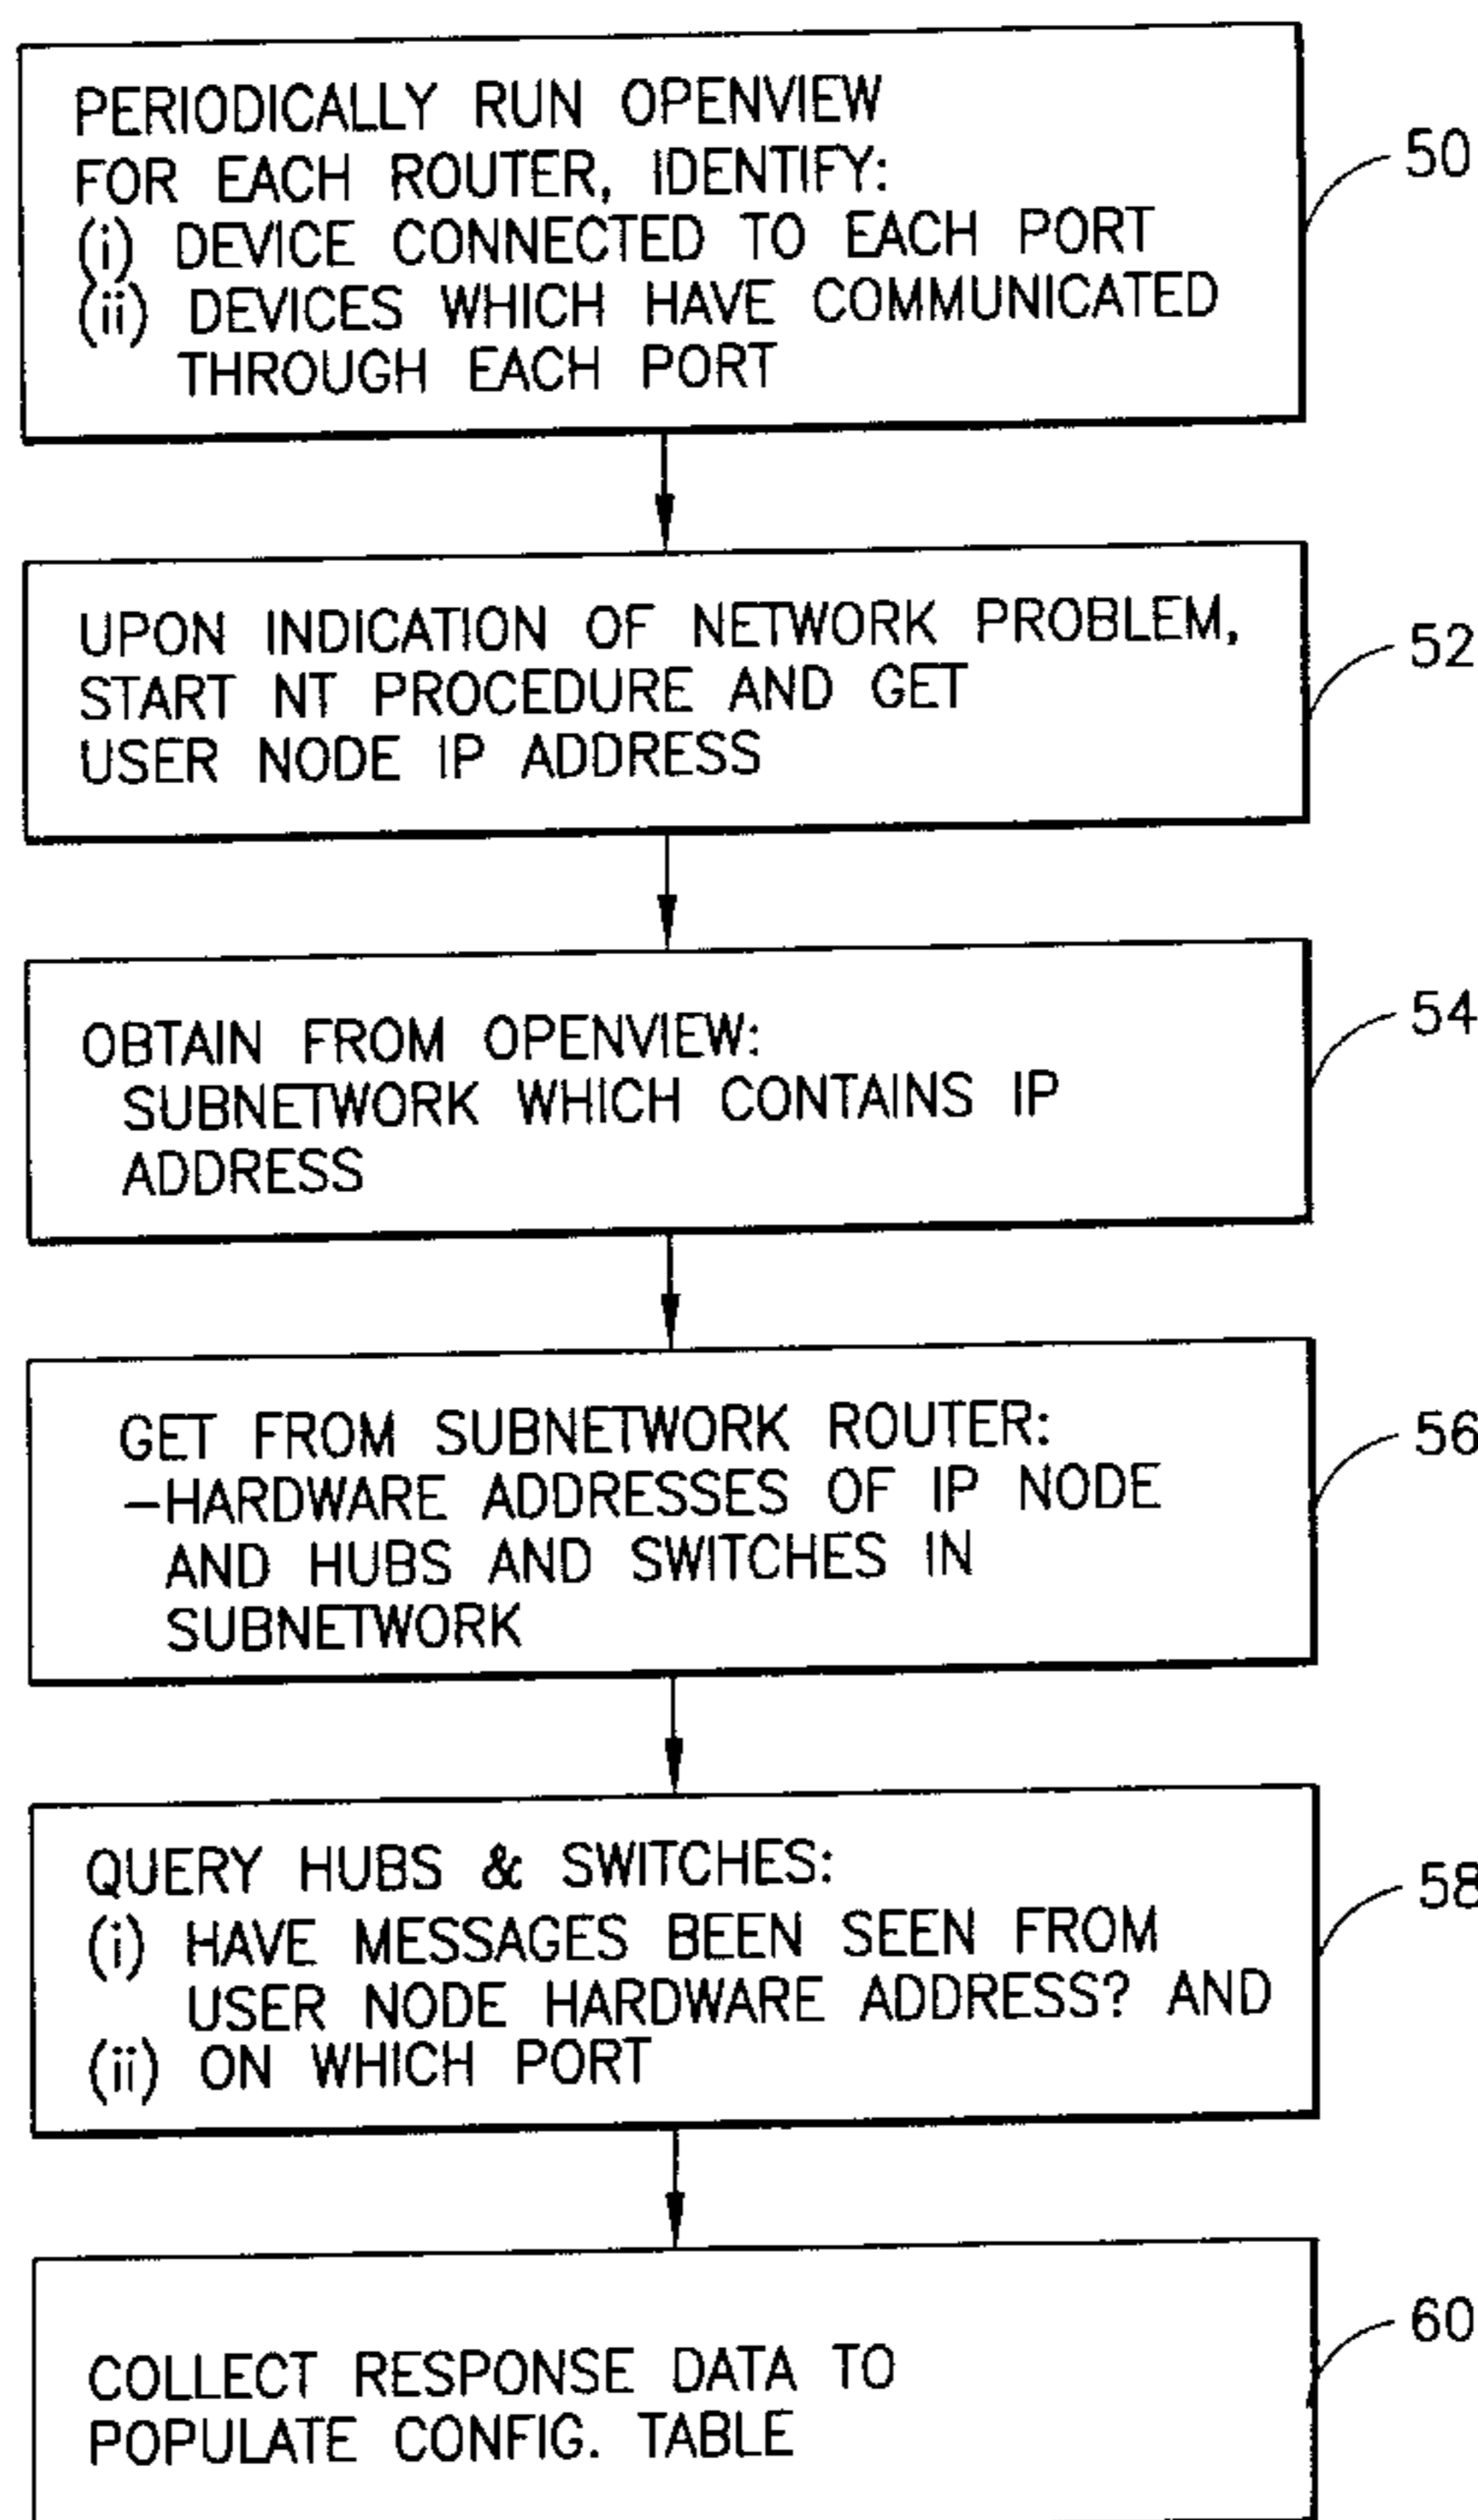 PERIODICALLY RUN OPENVIEW
FOR EACH ROUTER, IDENTIFY:
(i) DEVICE CONNECTED TO EACH PORT
(ii) DEVICES WHICH HAVE COMMUNICATED
THROUGH EACH PORT
50
UPON INDICATION OF NETWORK PROBLEM,
START NT PROCEDURE AND GET
USER NODE IP ADDRESS
52
OBTAIN FROM OPENVIEW:
SUBNETWORK WHICH CONTAINS IP
ADDRESS
54
GET FROM SUBNETWORK ROUTER:
-HARDWARE ADDRESSES OF IP NODE
AND HUBS AND SWITCHES IN
SUBNETWORK
56
QUERY HUBS & SWITCHES:
(i) HAVE MESSAGES BEEN SEEN FROM
USER NODE HARDWARE ADDRESS? AND
(ii) ON WHICH PORT
58
COLLECT RESPONSE DATA TO
POPULATE CONFIG. TABLE
60